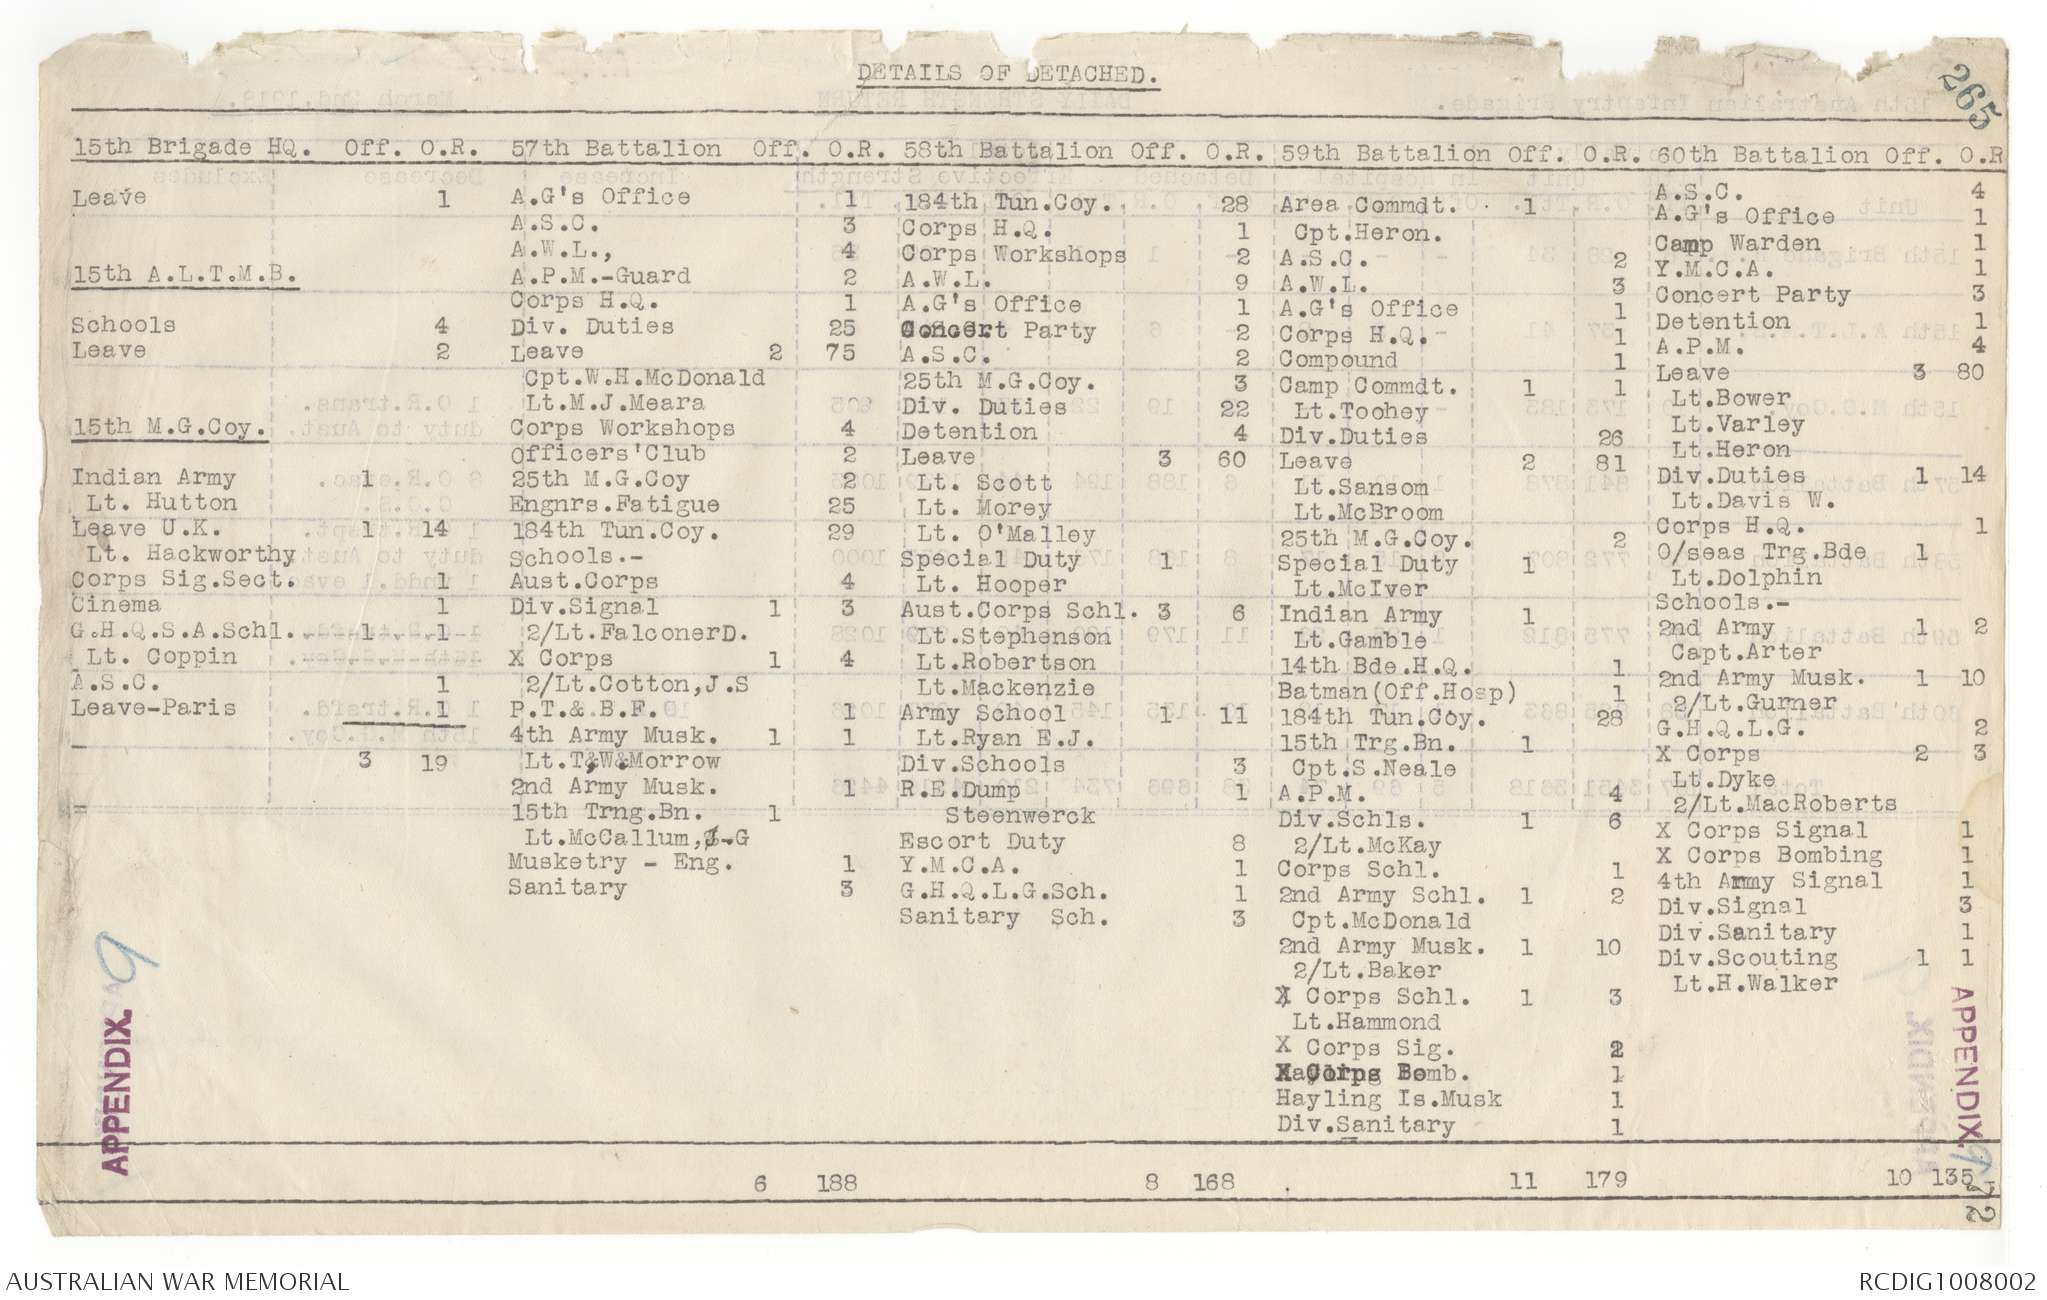 DETAILS OF DETACHED.
265
15th Brigade HQ. Off. O.R.
Leave 1
15th A.L.T.M.B.
Schools 4
Leave 2
15th M.G.Coy.
Indian Army 1
Lt. Hutton
Leave U.K. 1 14
Lt. Hackworthy
Corps Sig.Sect. 1
Cinema 1
G.H.Q.S.A.Schl. 1 1
Lt. Coppin
A.S.C. 1
Leave-Paris 1
3 19
57th Battalion Off. O.R.
A.G's Office 1
A.S.C. 3
A.W.L., 4
A.P.M.-Guard 2
Corps H.Q. 1
Div. Duties 25
Leave 2 75
Cpt.W.H.McDonald
Lt.M.J.Meara
Corps Workshops 4
Officers'Club 2
25th M.G.Coy 2
Engnrs.Fatigue 25
184th Tun.Coy. 29
Schools.-
Aust.Corps 4
Div.Signal 1 3
2/Lt.FalconerD.
X Corps 1 4
2/Lt.Cotton,J.S
P.T.& B.F. 1
4th Army Musk. 1 1
Lt.T.W.Morrow
2nd Army Musk. 1
15th Trng.Bn. 1
Lt.McCallum, J.G
Musketry - Eng. 1
Sanitary 3
6 188
58th Battalion Off. O.R.
184th Tun.Coy. 28
Corps H.Q. 1
Corps Workshops 2
A.W.L. 9
A.G's Office 1
Concert Party 2
A.S.C. 2
25th M.G.Coy. 3
Div. Duties 22
Detention 4
Leave 3 60
Lt. Scott
Lt. Morey
Lt. O'Malley
Special Duty 1
Lt. Hooper
Aust.Corps Schl. 3 6
Lt.Stephenson
Lt.Robertson
Lt.Mackenzie
Army School 1 11
Lt.Ryan E.J.
Div.Schools 3
R.E.Dump 1
Steenwerck
Escort Duty 8
Y.M.C.A. 1
G.H.Q.L.G.Sch. 1
Sanitary Sch. 3
8 168
59th Battalion Off. O.R.
Area Commdt. 1
Cpt.Heron.
A.S.C. 2
A.W.L. 3
A.G's Office 1
Corps H.Q. 1
Compound 1
Camp Commdt. 1 1
Lt.Toohey
Div.Duties 26
Leave 2 81
Lt.Sansom
Lt.McBroom
25th M.G.Coy. 2
Special Duty 1
Lt.McIver
Indian Army 1
Lt.Gamble
14th Bde.H.Q. 1
Batman(Off.Hosp) 1
184th Tun.Coy. 28
15th Trg.Bn. 1
Cpt.S.Neale
A.P.M. 4
Div.Schls. 1 6
2/Lt.McKay
Corps Schl. 1
2nd Army Schl. 1 2
Cpt.McDonald
2nd Army Musk. 1 10
2/Lt.Baker
X Corps Schl. 1 3
Lt.Hammond
X Corps Sig. 2
X Corps Bomb. 1
Hayling Is.Musk 1
Div.Sanitary 1
11 179
60th Battalion Off. O.R
A.S.C. 4
A.G's Office 1
Camp Warden 1
Y.M.C.A. 1
Concert Party 3
Detention 1
A.P.M. 4
Leave 3 80
Lt.Bower
Lt.Varley
Lt.Heron
Div.Duties 1 14
Lt.Davis W.
Corps H.Q. 1
O/seas Trg.Bde 1
Lt.Dolphin
Schools.-
2nd Army 1 2
Capt.Arter
2nd Army Musk. 1 10
2/Lt.Gurner
G.H.Q.L.G. 2
X Corps 2 3
Lt.Dyke
2/Lt.MacRoberts
X Corps Signal 1
X Corps Bombing 1
4th Army Signal 1
Div.Signal 3
Div.Sanitary 1
Div.Scouting 1 1
Lt.H.Walker
10 135
APPENDIX. 9
APPENDIX. 9
22
AUSTRALIAN WAR MEMORIAL
RCDIG1008002